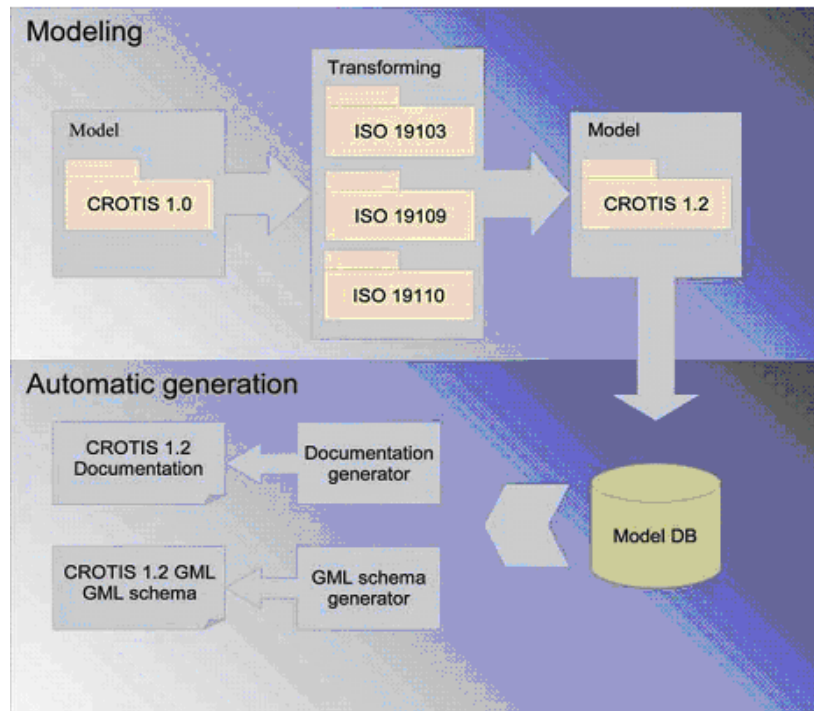 Modeling
Model
CROTIS 1.0
Transforming
ISO 19103
ISO 19109
ISO 19110
Model
CROTIS 1.2
Automatic generation
CROTIS 1.2
Documentation
Documentation
generator
CROTIS 1.2 GML
GML schema
GML schema
generator
Model DB